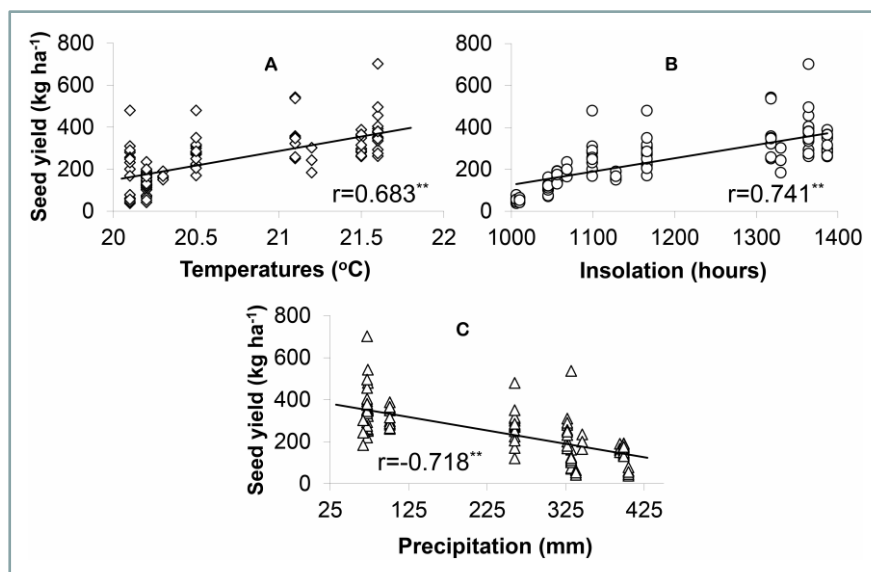 A
Seed yield (kg ha⁻¹)
800
600
400
200
0
r=0.683**
20
20.5
21
21.5
22
Temperatures (°C)
B
800
600
400
200
0
r=0.741**
1000
1100
1200
1300
1400
Insolation (hours)
C
Seed yield (kg ha⁻¹)
800
600
400
200
0
r=-0.718**
25
125
225
325
425
Precipitation (mm)